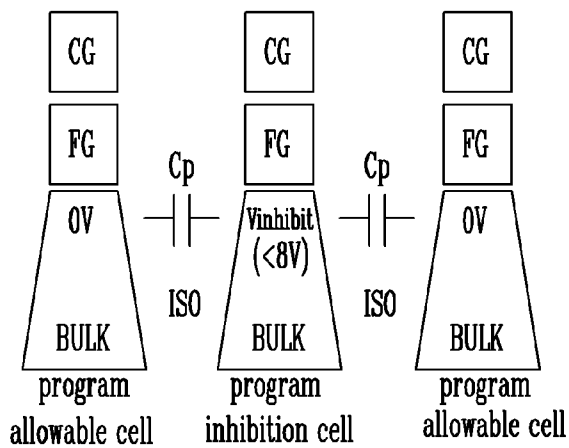 CG CG CG
FG FG FG
Cp Cp
0V Vinhibit 0V
(<8V)
ISO ISO
BULK BULK BULK
program program program
allowable cell inhibition cell allowable cell